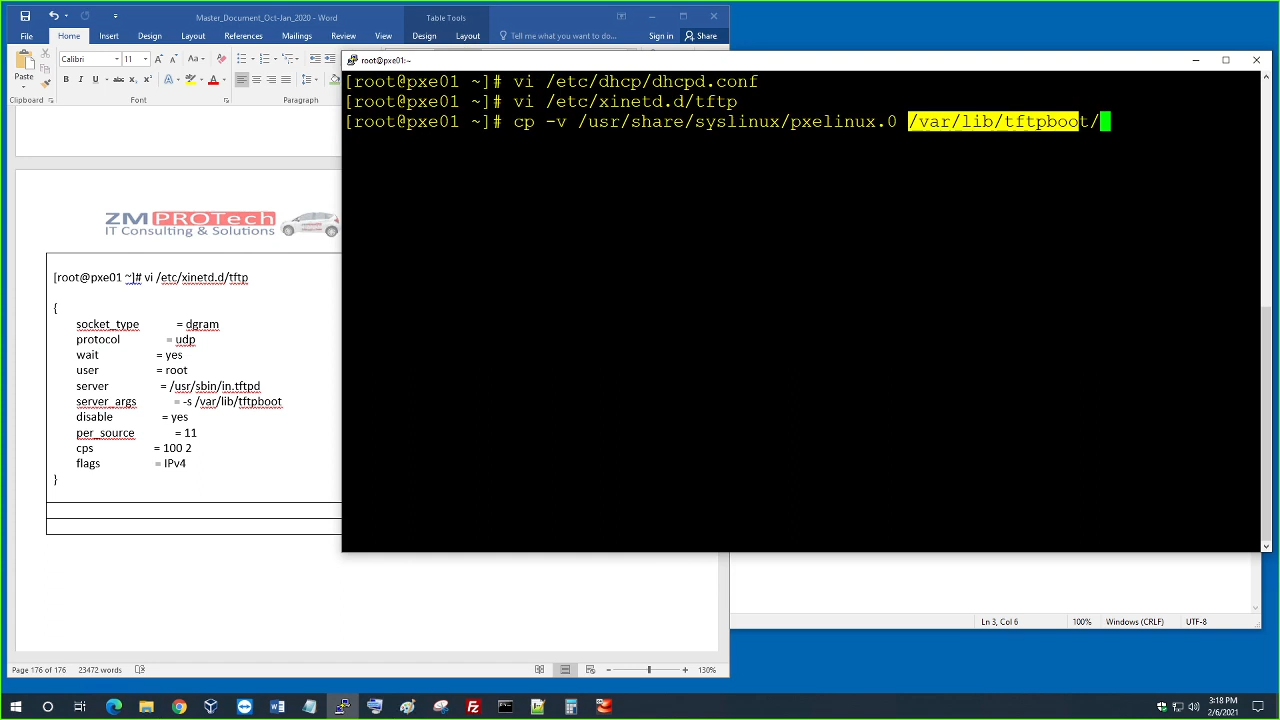 Master_Document_Oct-Jan_2020 - Word
Table Tools
File Home Insert Design Layout References Mailings Review View Design Layout Tell me what you want to do... Sign in Share
Paste
Calibri 11
Clipboard Font Paragraph
root@pxe01:~
[root@pxe01 ~]# vi /etc/dhcp/dhcpd.conf
[root@pxe01 ~]# vi /etc/xinetd.d/tftp
[root@pxe01 ~]# cp -v /usr/share/syslinux/pxelinux.0 /var/lib/tftpboot/
ZM PROTech
IT Consulting & Solutions
[root@pxe01 ~]# vi /etc/xinetd.d/tftp
{
socket_type = dgram
protocol = udp
wait = yes
user = root
server = /usr/sbin/in.tftpd
server_args = -s /var/lib/tftpboot
disable = yes
per_source = 11
cps = 100 2
flags = IPv4
}
Ln 3, Col 6 100% Windows (CRLF) UTF-8
Page 176 of 176 23472 words 130%
3:18 PM
2/6/2021